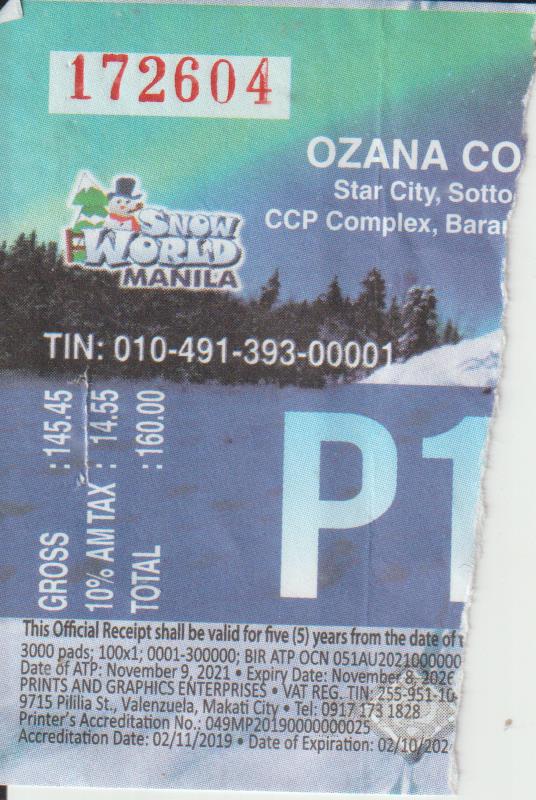 172604
OZANA CO
Star City, Sotto
CCP Complex, Bara
SNOW
WORLD
MANILA
TIN: 010-491-393-00001
GROSS : 145.45
10% AM TAX : 14.55
TOTAL : 160.00
P1
This Official Receipt shall be valid for five (5) years from the date of
3000 pads; 100x1; 0001-300000; BIR ATP OCN 051AU2021000000
Date of ATP: November 9, 2021 • Expiry Date: November 8, 2026
PRINTS AND GRAPHICS ENTERPRISES • VAT REG. TIN 255-951-10
9715 Pililia St., Valenzuela, Makati City • Tel: 0917 173 1828
Printer's Accreditation No.: 049MP20190000000025
Accreditation Date: 02/11/2019 • Date of Expiration: 02/10/202